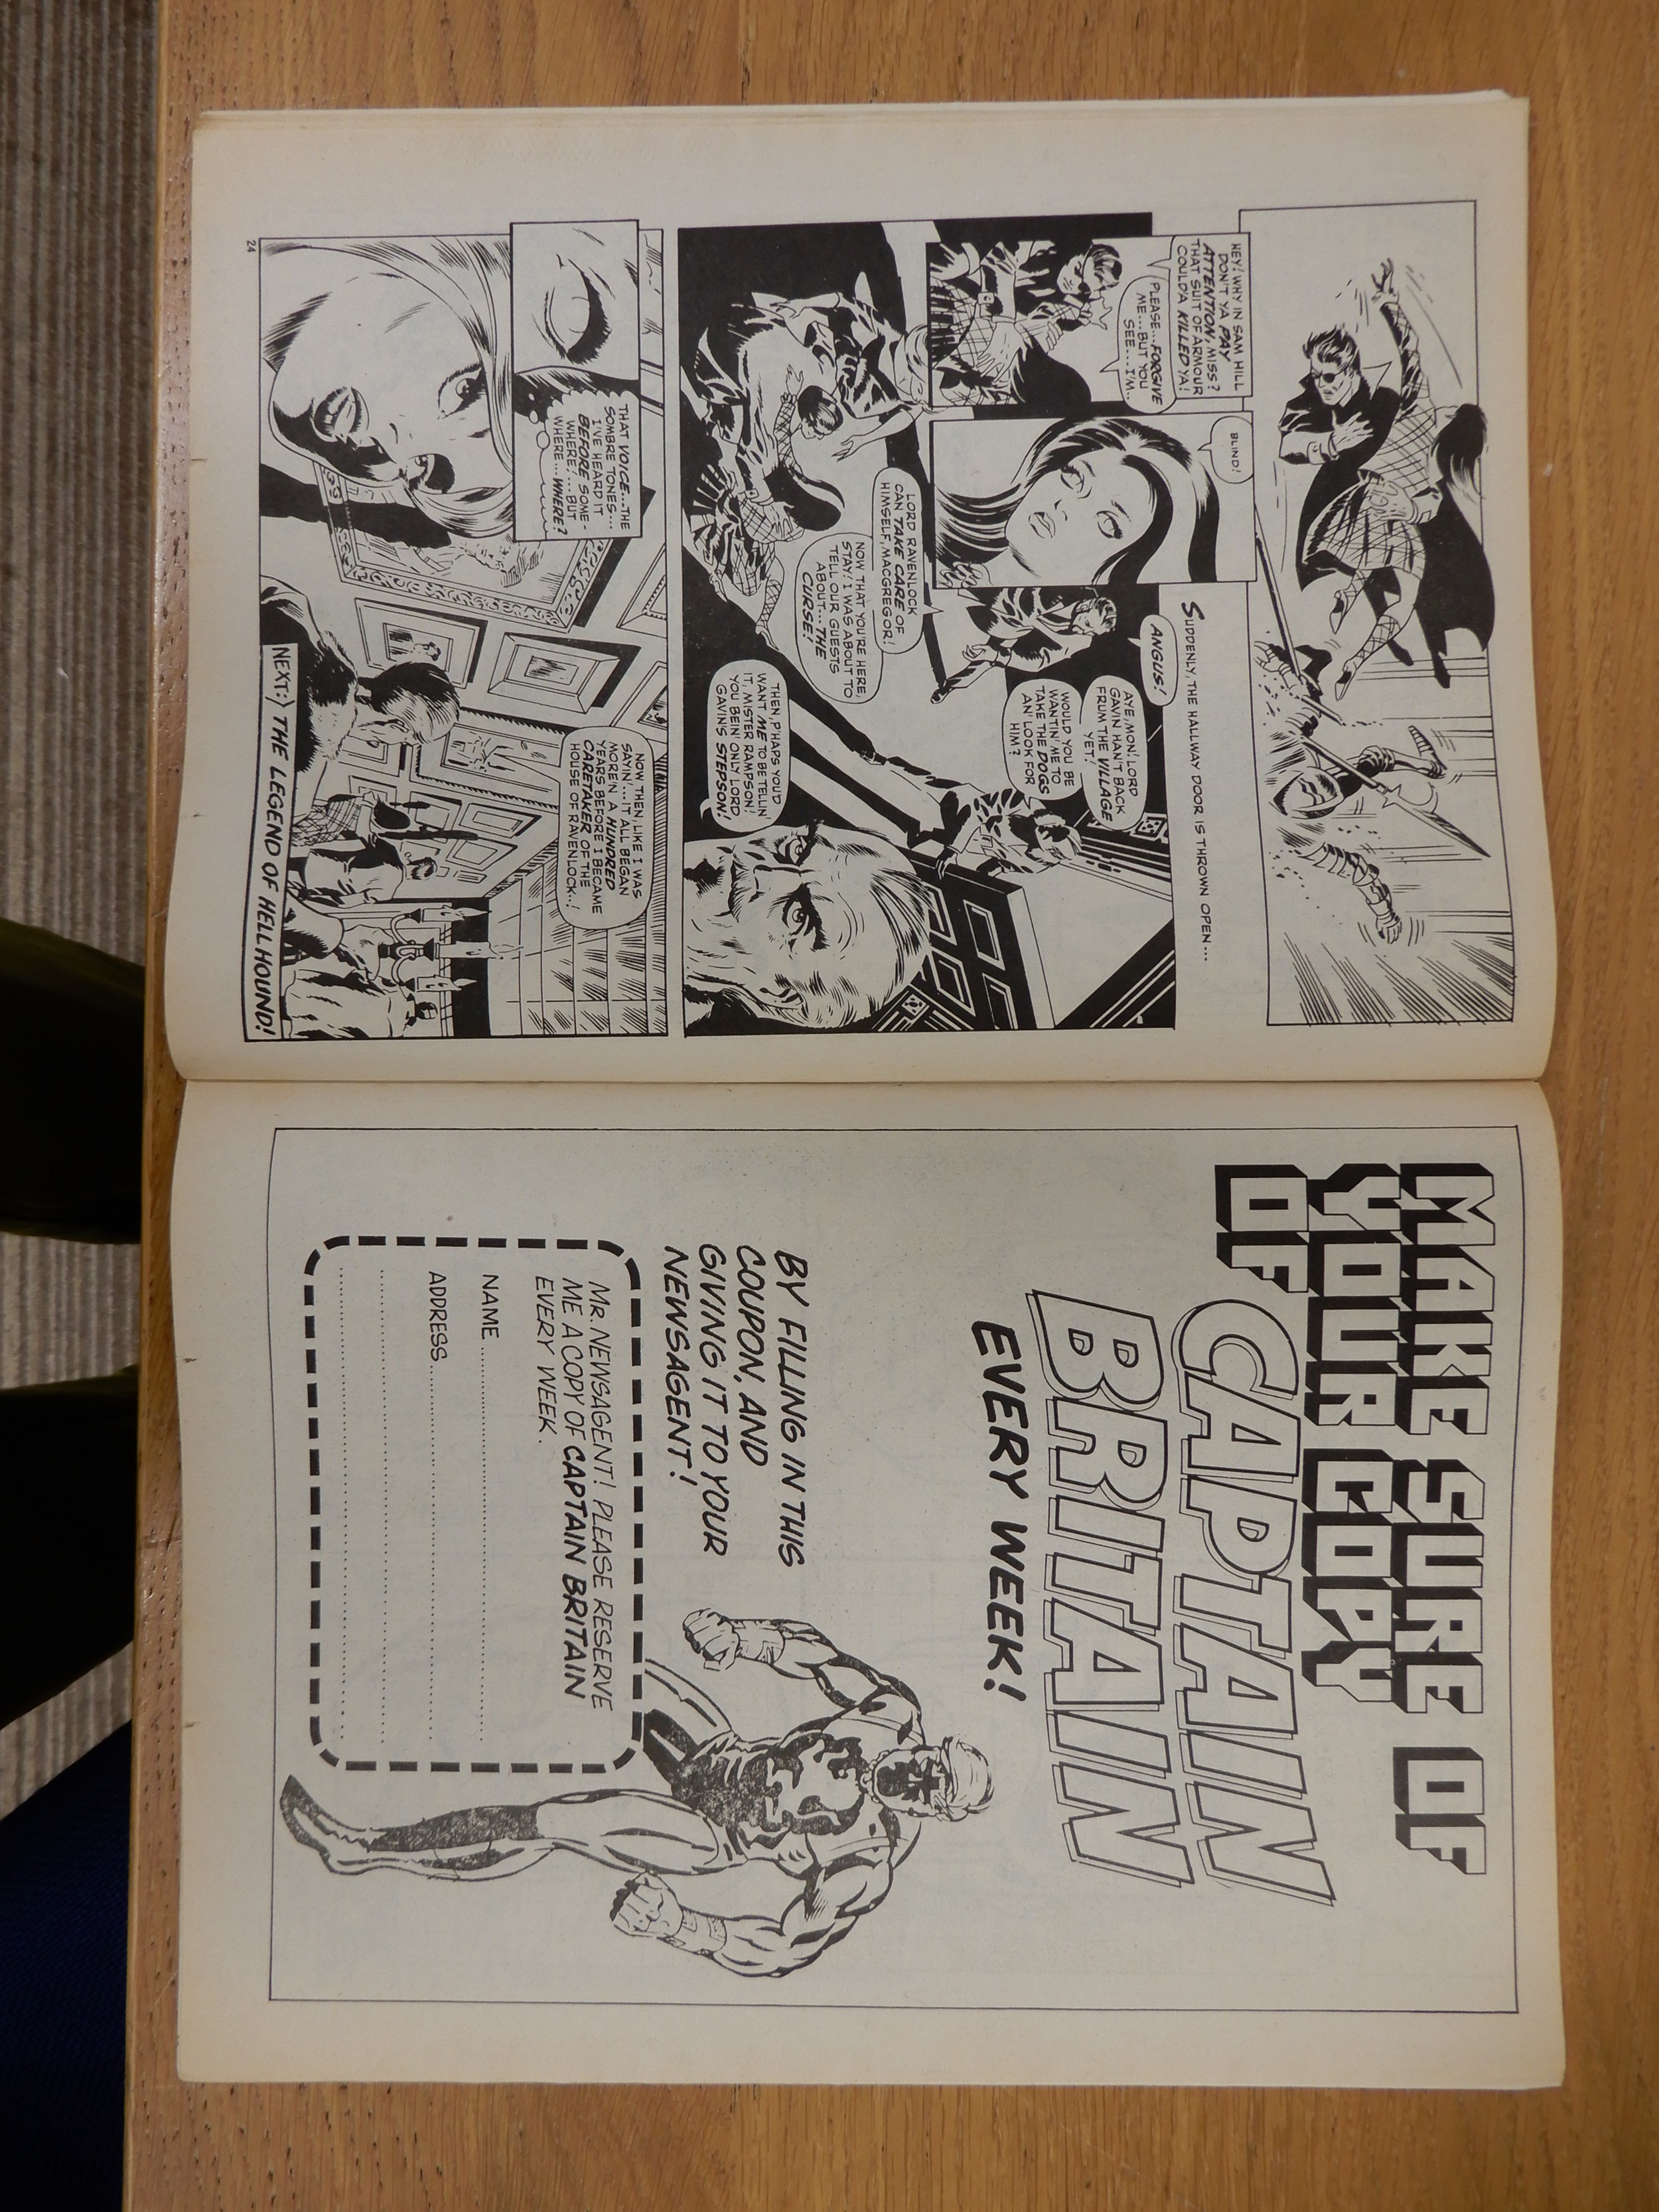 HEY! WHY IN SAM HILL
DON'T YA PAY
ATTENTION, MISS?
THAT SUIT OF ARMOUR
COULD'A KILLED YA!
PLEASE...FORGIVE
ME...BUT YOU
SEE....I'M..
BLIND!
SUDDENLY, THE HALLWAY DOOR IS THROWN OPEN...
ANGUS!
AYE, MON! LORD
GAVIN HAN'T BACK
FRUM THE VILLAGE
YET!
WOULD YOU BE
WANTIN' ME TO
TAKE THE DOGS
AN' LOOK FOR
HIM?
LORD RAVENLOCK
CAN TAKE CARE OF
HIMSELF, MACGREGOR!
NOW THAT YOU'RE HERE,
STAY! I WAS ABOUT TO
TELL OUR GUESTS
ABOUT...THE
CURSE!
THEN, P'HAPS YOU'D
WANT ME TO BE TELLIN'
IT, MISTER RAMPSON!
YOU BEIN' ONLY LORD
GAVIN'S STEPSON!
THAT VOICE...THE
SOMBRE TONES...
I'VE HEARD IT
BEFORE SOME-
WHERE!....BUT
WHERE....WHERE?
NOW THEN, LIKE I WAS
SAYIN'...IT ALL BEGAN
MORE'N A HUNDRED
YEARS BEFORE I BECAME
CARETAKER OF THE
HOUSE OF RAVENLOCK...!
NEXT: THE LEGEND OF HELL HOUND!
24
MAKE SURE OF
YOUR COPY
OF CAPTAIN
BRITAIN
EVERY WEEK!
BY FILLING IN THIS
COUPON, AND
GIVING IT TO YOUR
NEWSAGENT!
MR. NEWSAGENT! PLEASE RESERVE
ME A COPY OF CAPTAIN BRITAIN
EVERY WEEK.
NAME
ADDRESS